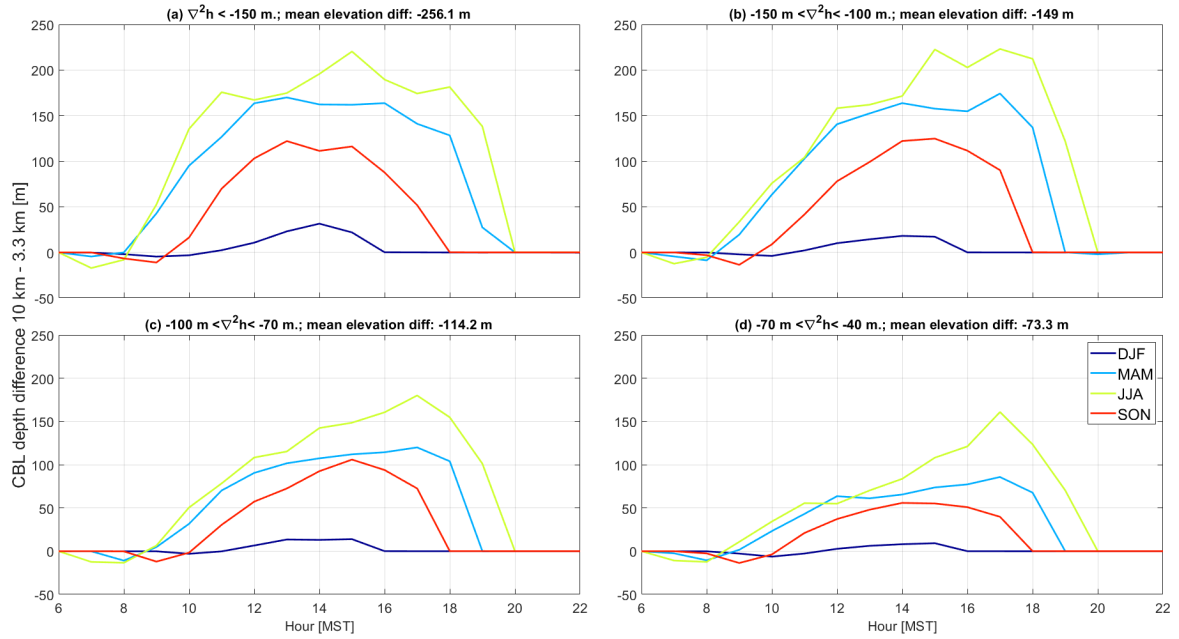 (a) ∇²h < -150 m.; mean elevation diff: -256.1 m
(b) -150 m <∇²h< -100 m.; mean elevation diff: -149 m
250
200
150
100
50
0
-50
6 8 10 12 14 16 18 20 22
250
200
150
100
50
0
-50
6 8 10 12 14 16 18 20 22
CBL depth difference 10 km - 3.3 km [m]
(c) -100 m <∇²h< -70 m.; mean elevation diff: -114.2 m
(d) -70 m <∇²h< -40 m.; mean elevation diff: -73.3 m
250
200
150
100
50
0
-50
6 8 10 12 14 16 18 20 22
Hour [MST]
250
200
150
100
50
0
-50
6 8 10 12 14 16 18 20 22
Hour [MST]
DJF
MAM
JJA
SON